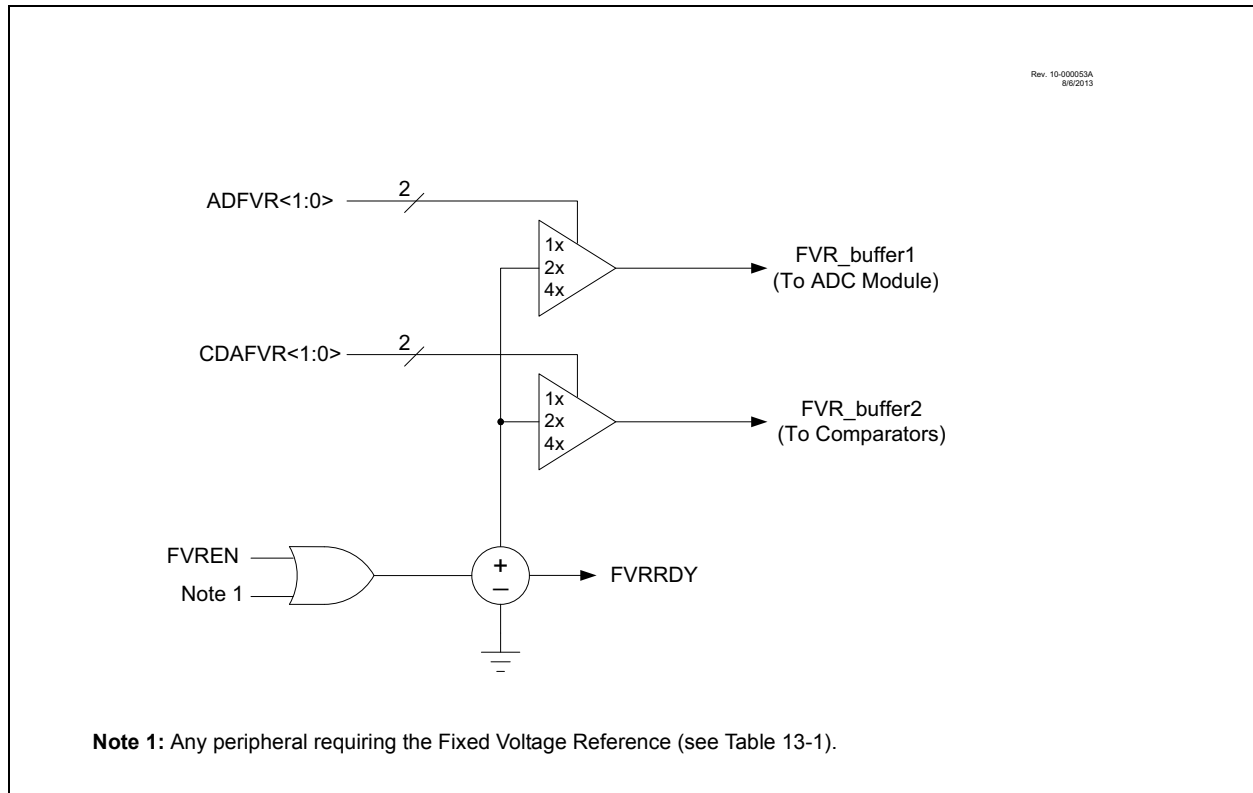 Rev. 10-000053A
8/6/2013
ADFVR<1:0>
2
1x
2x
4x
FVR_buffer1
(To ADC Module)
CDAFVR<1:0>
2
1x
2x
4x
FVR_buffer2
(To Comparators)
FVREN
Note 1
+
–
FVRRDY
Note 1: Any peripheral requiring the Fixed Voltage Reference (see Table 13-1).